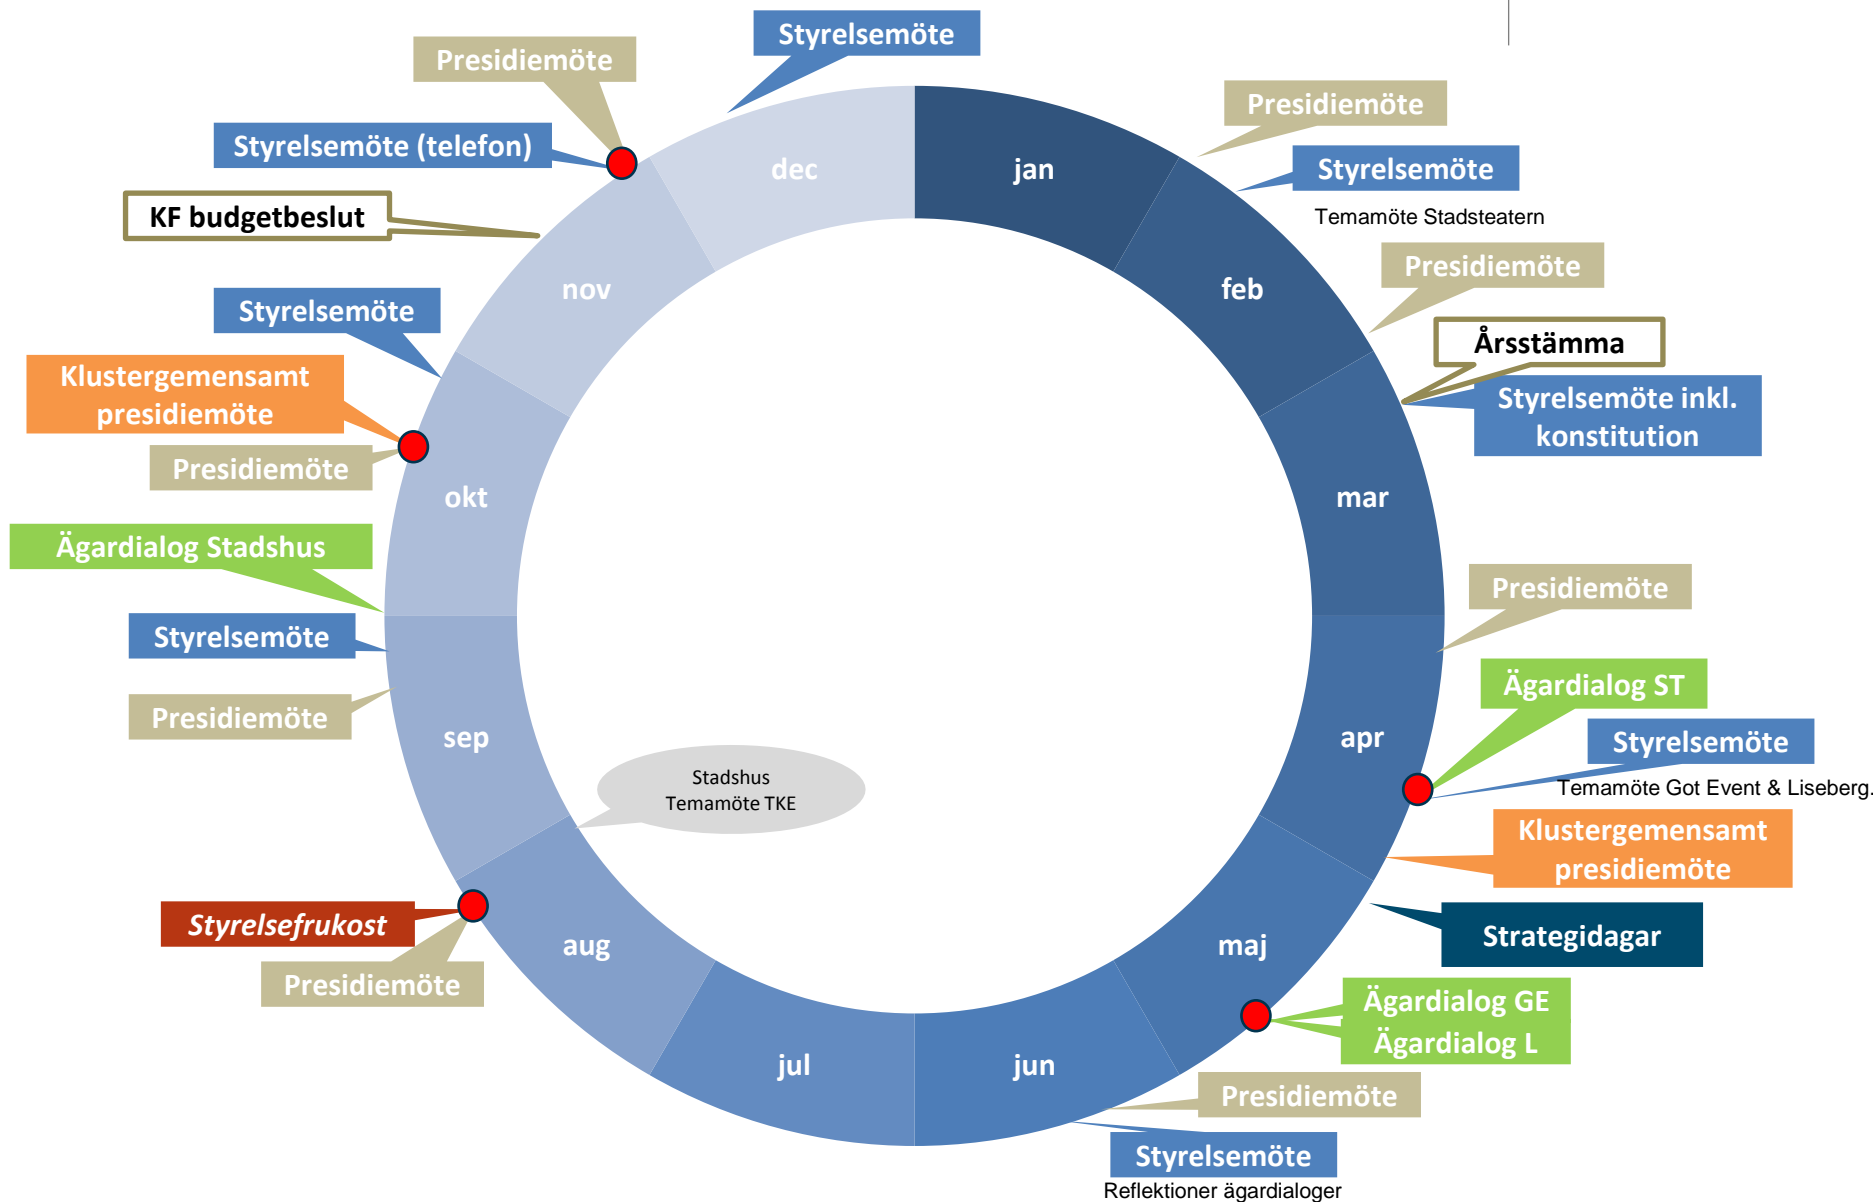 Styrelsemöte
Presidiemöte
Presidiemöte
Styrelsemöte (telefon)
dec
jan
Styrelsemöte
KF budgetbeslut
Temamöte Stadsteatern
nov
feb
Presidiemöte
Styrelsemöte
Årsstämma
Klustergemensamt
presidiemöte
Styrelsemöte inkl.
konstitution
Presidiemöte
okt
mar
Ägardialog Stadshus
Presidiemöte
Styrelsemöte
Ägardialog ST
Presidiemöte
sep
apr
Styrelsemöte
Stadshus
Temamöte TKE
Temamöte Got Event & Liseberg.
Klustergemensamt
presidiemöte
Styrelsefrukost
aug
maj
Strategidagar
Presidiemöte
Ägardialog GE
Ägardialog L
jul
jun
Presidiemöte
Styrelsemöte
Reflektioner ägardialoger